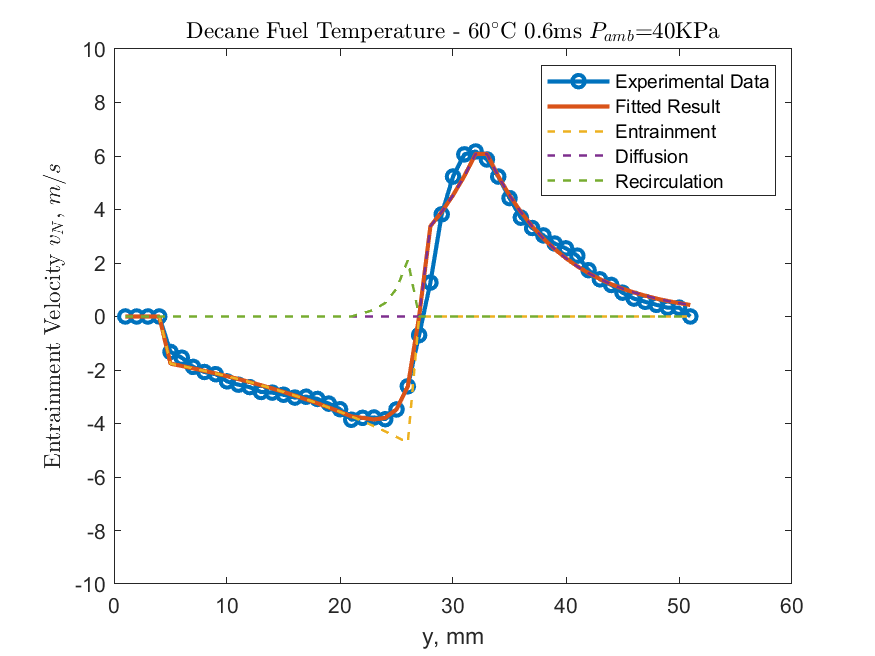 Decane Fuel Temperature - 60°C 0.6ms P_amb=40KPa
10
8
6
4
2
0
-2
-4
-6
-8
-10
Entrainment Velocity v_N, m/s
Experimental Data
Fitted Result
Entrainment
Diffusion
Recirculation
0
10
20
30
40
50
60
y, mm